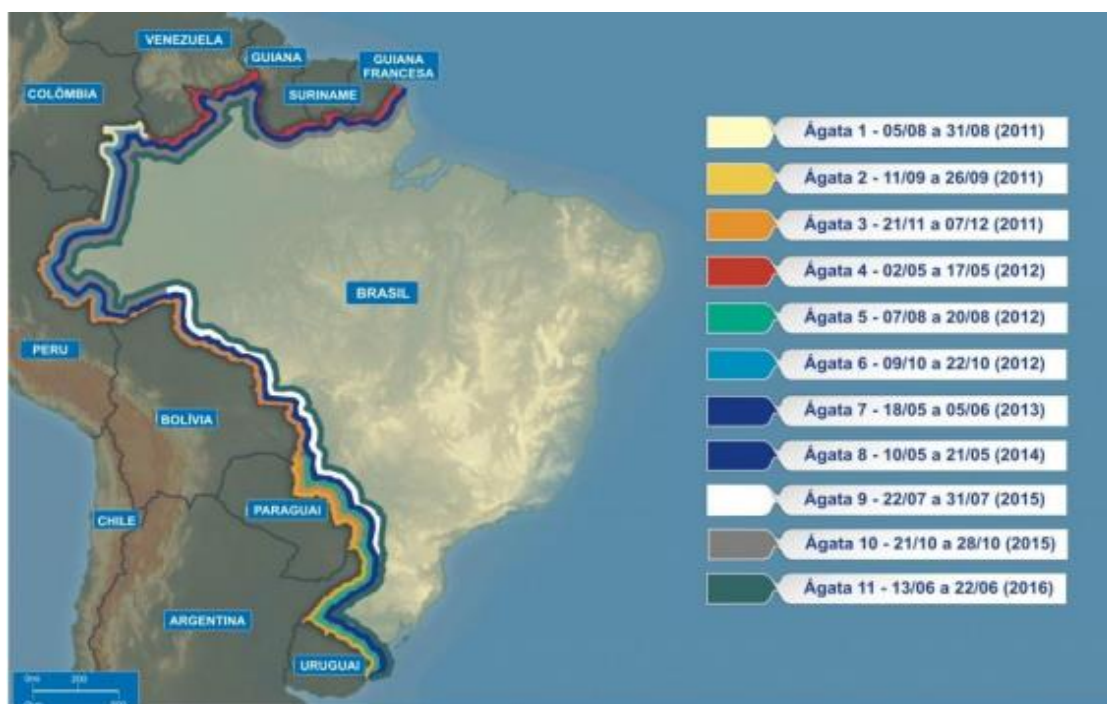 VENEZUELA
GUIANA
GUIANA
FRANCESA
COLÔMBIA
SURINAME
BRASIL
PERU
BOLÍVIA
PARAGUAI
CHILE
ARGENTINA
URUGUAI
Ágata 1 - 05/08 a 31/08 (2011)
Ágata 2 - 11/09 a 26/09 (2011)
Ágata 3 - 21/11 a 07/12 (2011)
Ágata 4 - 02/05 a 17/05 (2012)
Ágata 5 - 07/08 a 20/08 (2012)
Ágata 6 - 09/10 a 22/10 (2012)
Ágata 7 - 18/05 a 05/06 (2013)
Ágata 8 - 10/05 a 21/05 (2014)
Ágata 9 - 22/07 a 31/07 (2015)
Ágata 10 - 21/10 a 28/10 (2015)
Ágata 11 - 13/06 a 22/06 (2016)